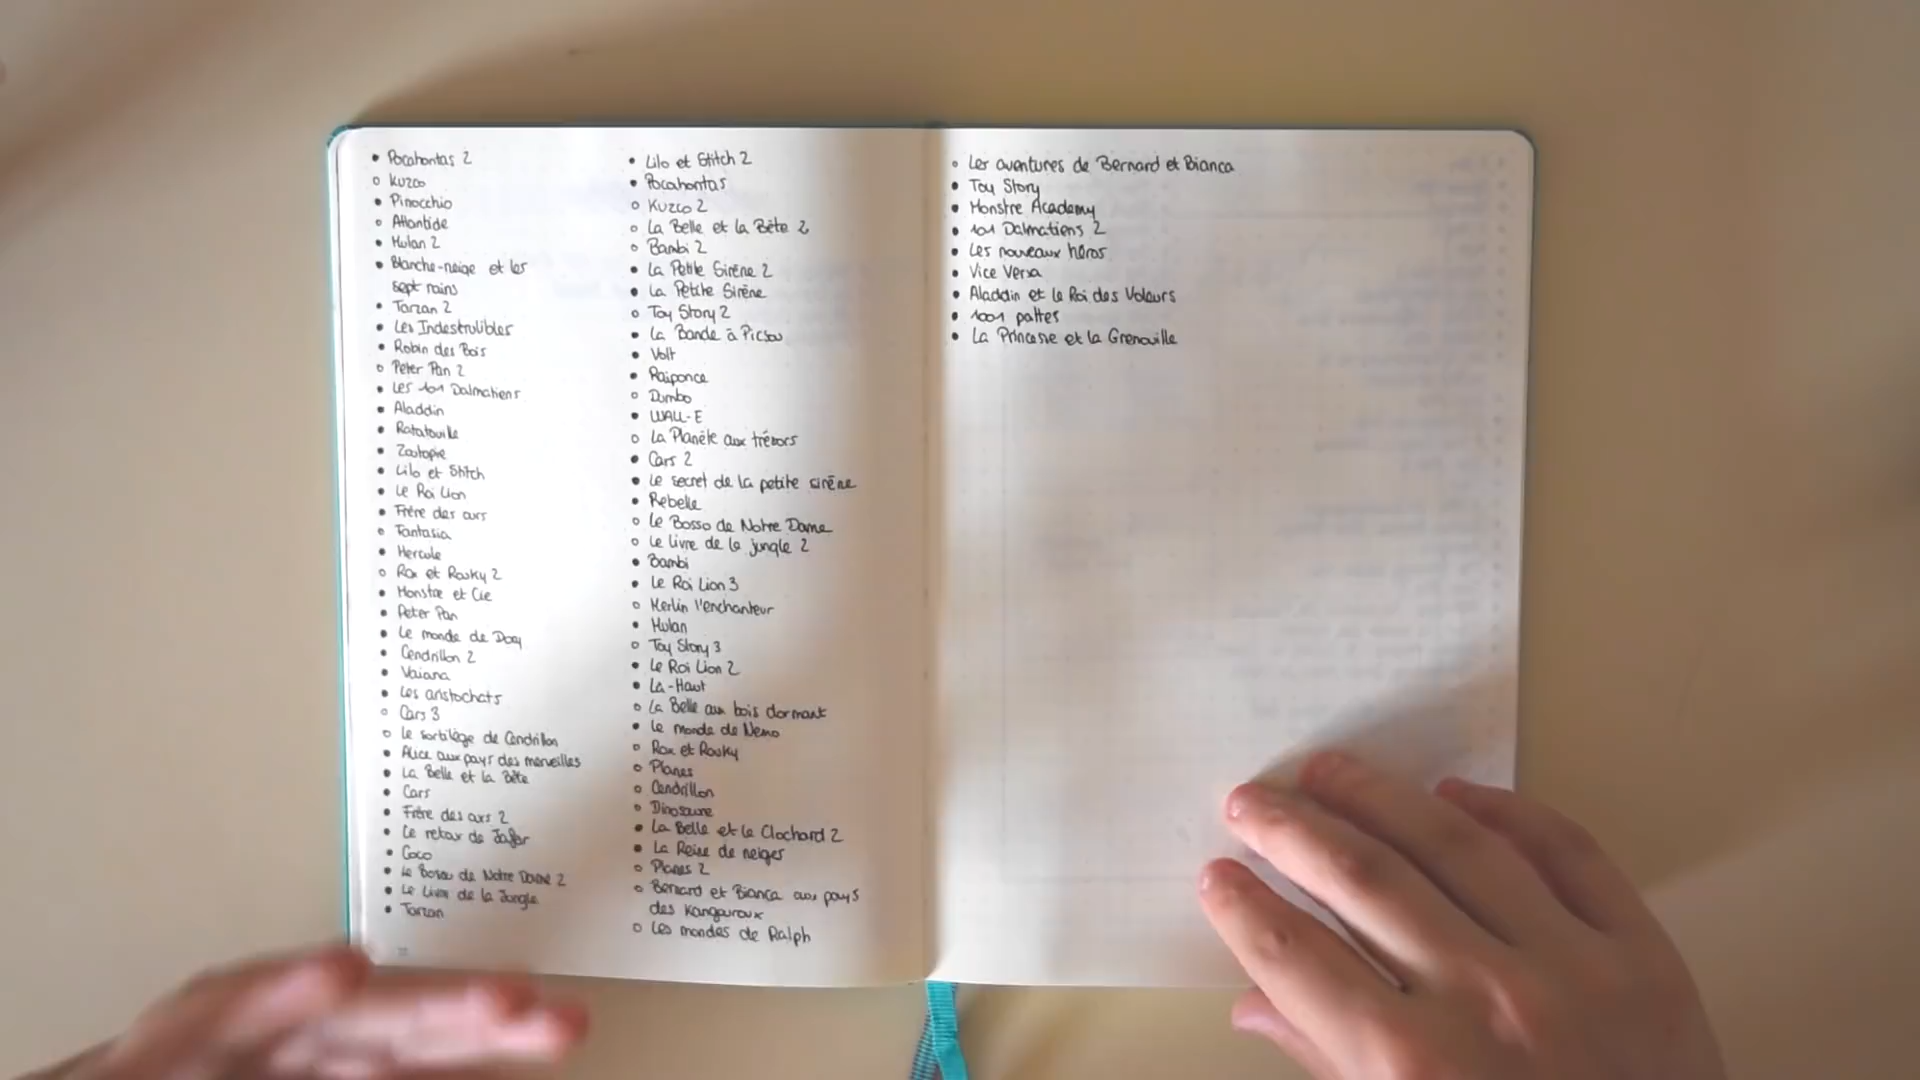 • Pocahontas 2
○ Kuzco
• Pinocchio
○ Atlantide
• Mulan 2
• Blanche-neige et les
sept nains
• Tarzan 2
• Les Indestrutibles
• Robin des Bois
○ Peter Pan 2
• Les 101 Dalmatiens
• Aladdin
• Ratatouille
• Zootopie
• Lilo et Stitch
• Le Roi Lion
• Frère des ours
○ Fantasia
• Hercule
○ Rox et Rouky 2
• Monstre et Cie
• Peter Pan
• Le monde de Dory
• Cendrillon 2
• Vaiana
• Les aristochats
○ Cars 3
○ Le sortilège de Cendrillon
• Alice aux pays des merveilles
• La Belle et la Bête
• Cars
• Frère des ours 2
• Le retour de Jafar
• Coco
• Le Bossu de Notre Dame 2
• Le Livre de la Jungle
• Tarzan
• Lilo et Stitch 2
• Pocahontas
○ Kuzco 2
○ La Belle et la Bête 2
○ Bambi 2
• La Petite Sirène 2
• La Petite Sirène
○ Toy Story 2
• La Bande à Picsou
• Volt
• Raiponce
○ Dumbo
• WALL-E
○ La Planète aux trésors
• Cars 2
• Le secret de la petite sirène
• Rebelle
○ Le Bosso de Notre Dame
○ Le livre de la jungle 2
• Bambi
• Le Roi Lion 3
○ Merlin l'enchanteur
• Mulan
○ Toy Story 3
• Le Roi Lion 2
• Là-Haut
○ La Belle aux bois dormant
• Le monde de Nemo
○ Rox et Rouky
○ Planes
○ Cendrillon
○ Dinosaure
• La Belle et le Clochard 2
• La Reine de neiges
○ Planes 2
○ Bernard et Bianca aux pays
des Kangouroux
○ Les mondes de Ralph
○ Les aventures de Bernard et Bianca
• Toy Story
• Monstre Academy
• 101 Dalmatiens 2
• Les nouveaux héros
• Vice Versa
• Aladdin et le Roi des Voleurs
• 1001 pattes
• La Princesse et la Grenouille